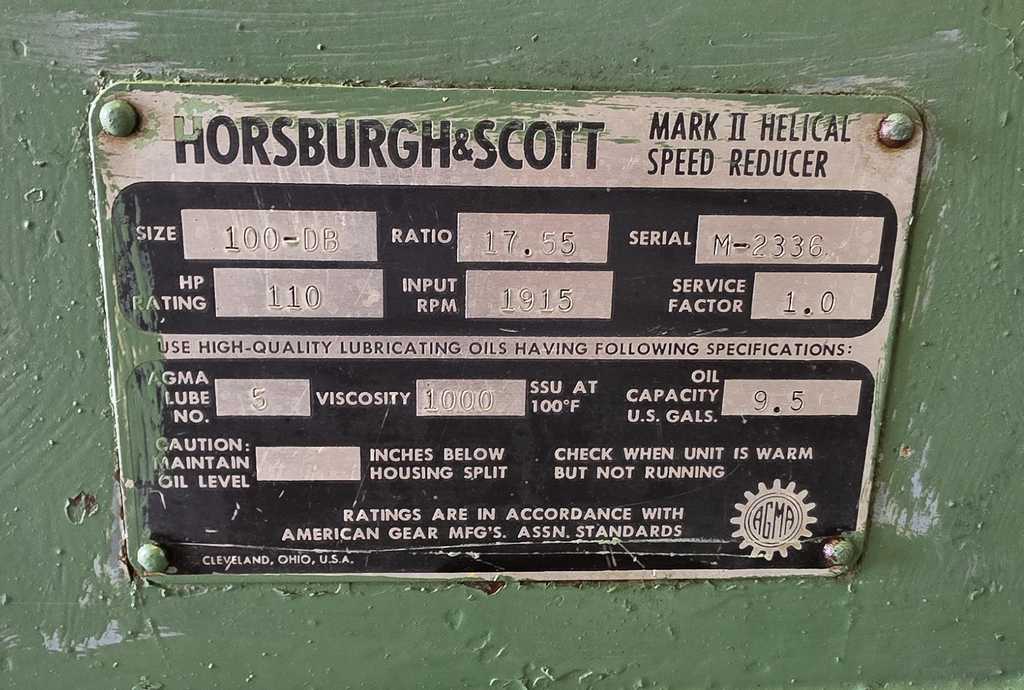 HORSBURGH&SCOTT
MARK II HELICAL
SPEED REDUCER
SIZE 100-DB RATIO 17.55 SERIAL M-2336
HP RATING 110 INPUT RPM 1915 SERVICE FACTOR 1.0
USE HIGH-QUALITY LUBRICATING OILS HAVING FOLLOWING SPECIFICATIONS:
AGMA LUBE NO. 5 VISCOSITY 1000 SSU AT 100°F OIL CAPACITY U.S. GALS. 9.5
CAUTION: MAINTAIN OIL LEVEL INCHES BELOW HOUSING SPLIT CHECK WHEN UNIT IS WARM BUT NOT RUNNING
RATINGS ARE IN ACCORDANCE WITH
AMERICAN GEAR MFG'S. ASSN. STANDARDS
AGMA
CLEVELAND, OHIO, U.S.A.